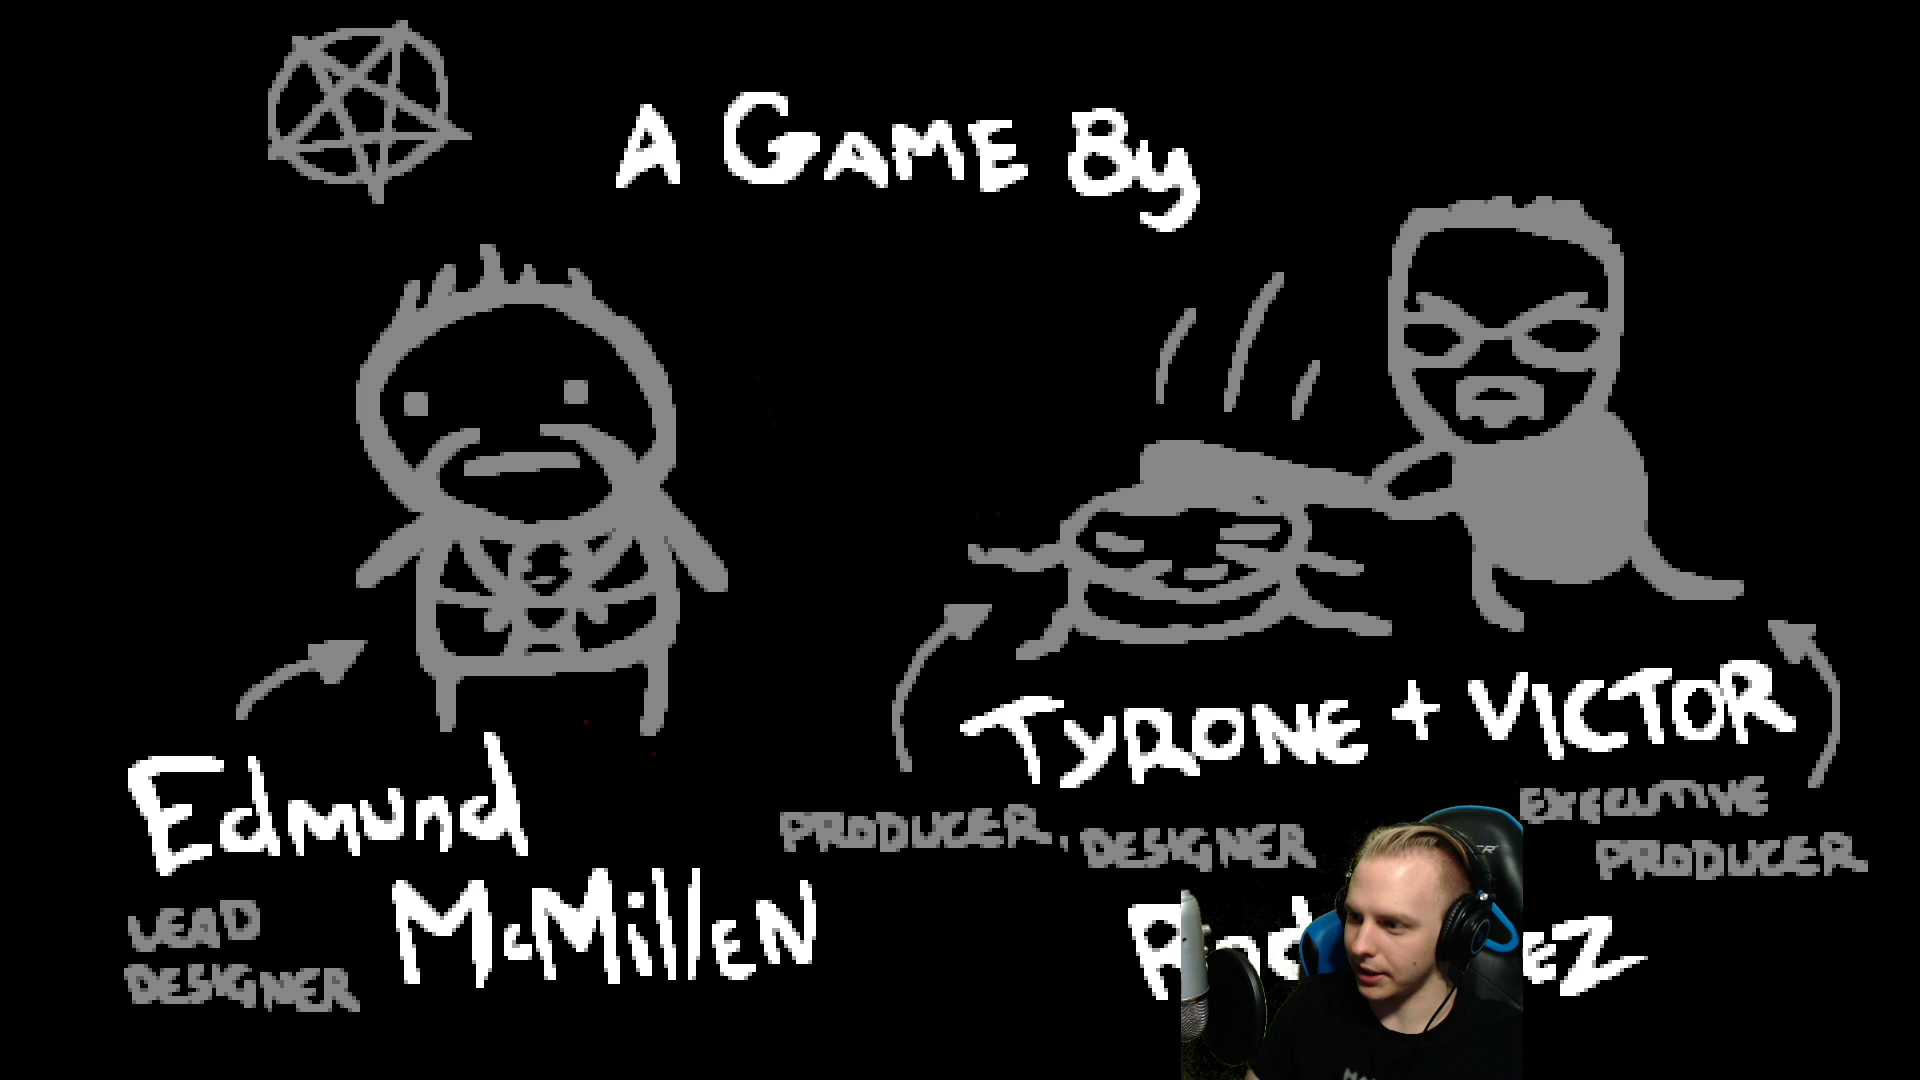 A GAME By
TYRONE + VICTOR
Edmund
PRODUCER, DESIGNER
EXECUTIVE
PRODUCER
McMillEN
LEAD
DESIGNER